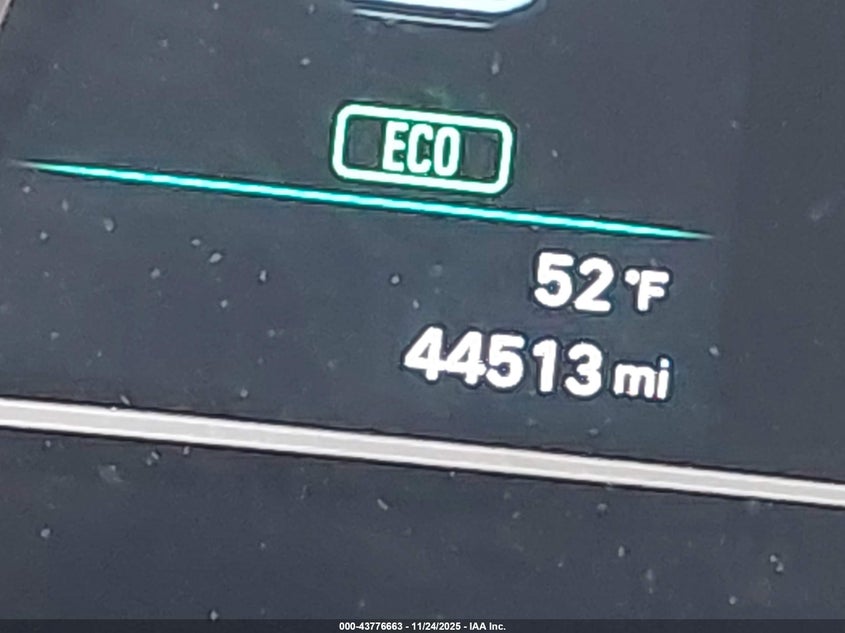 ECO
52 °F
44513 mi
000-43776663 - 11/24/2025 - IAA Inc.